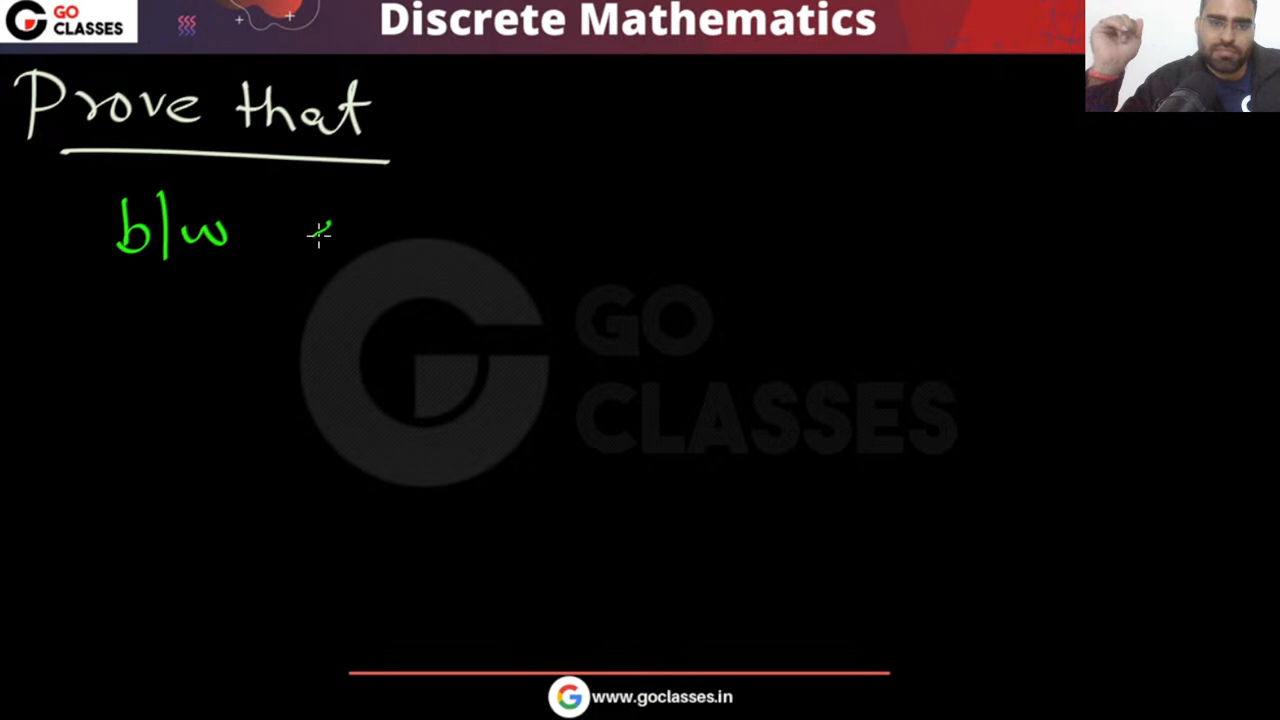 GO
CLASSES
Discrete Mathematics
Prove that
b/w
GO
CLASSES
www.goclasses.in